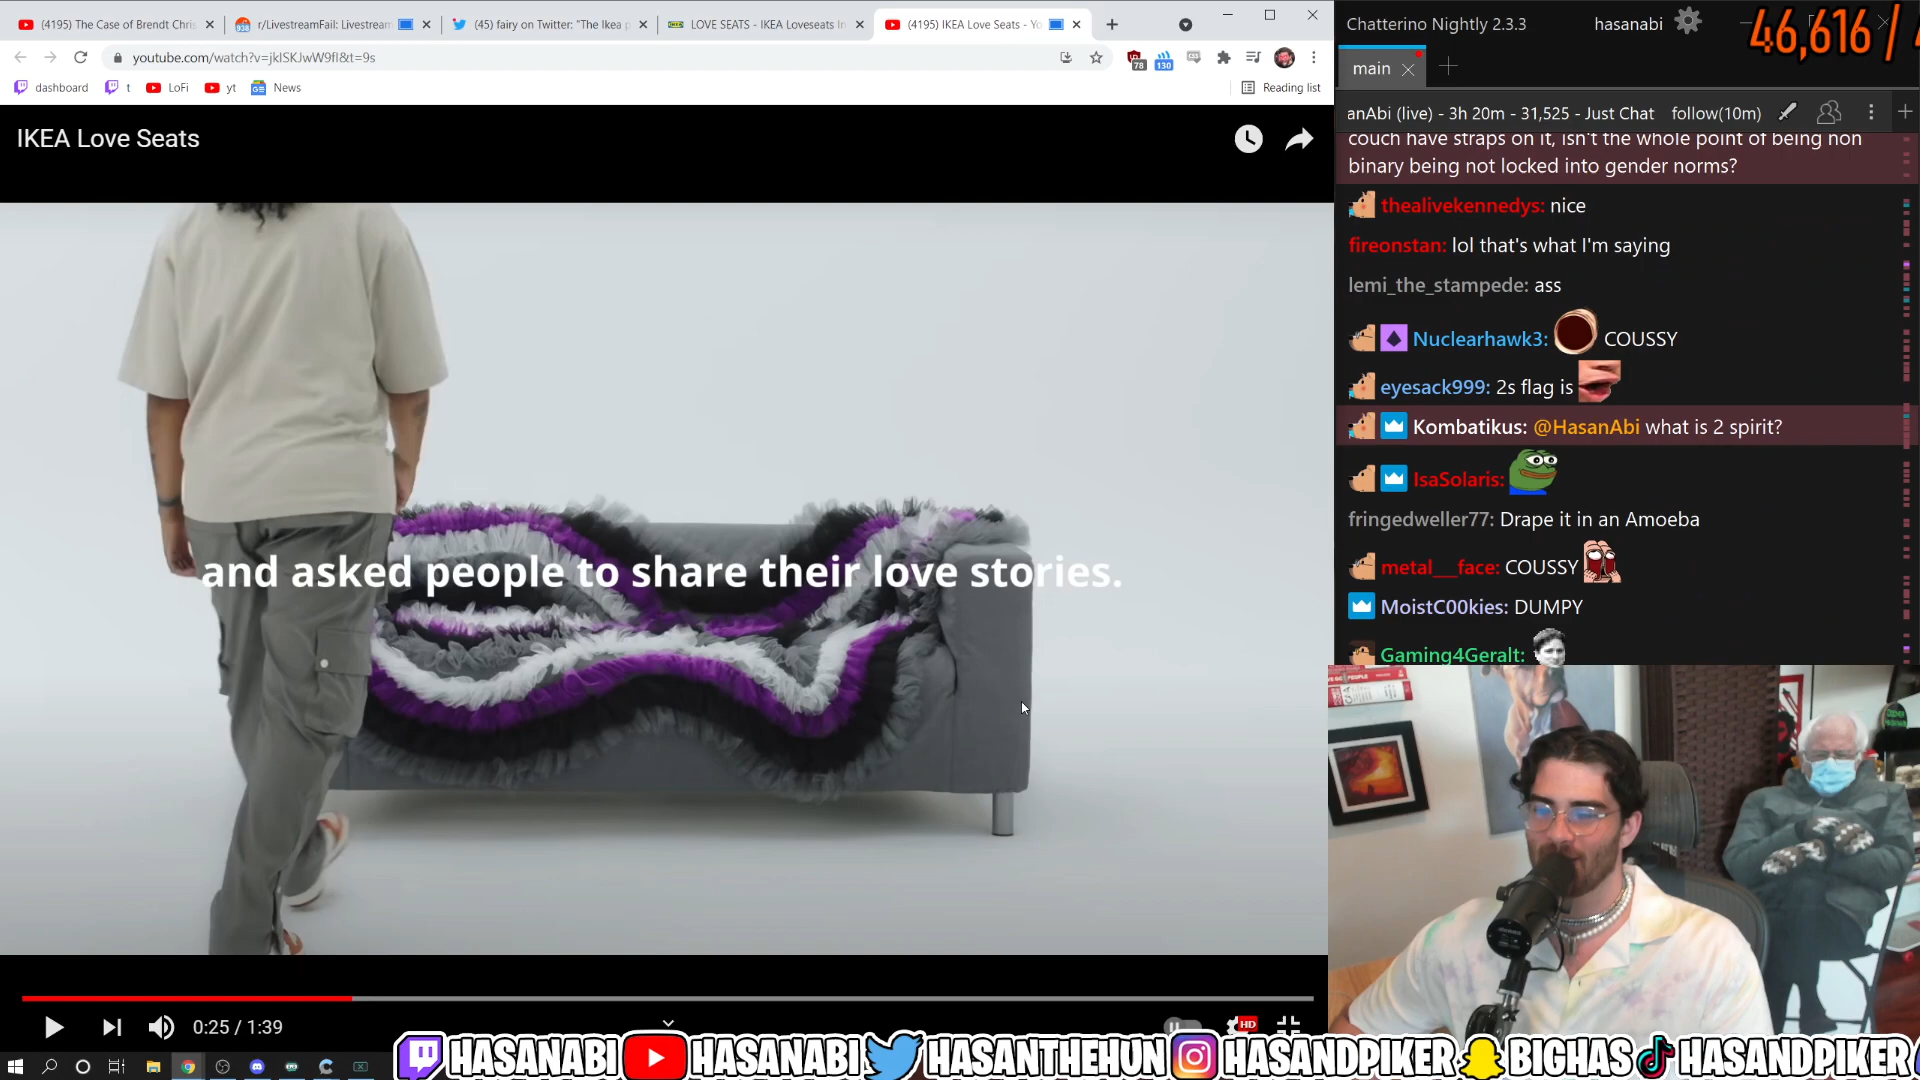 (4195) The Case of Brendt Chris
r/LivestreamFail: Livestream
(45) fairy on Twitter: "The Ikea p
LOVE SEATS - IKEA Loveseats In
(4195) IKEA Love Seats - Yo
youtube.com/watch?v=jkISKJwW9fI&t=9s
78
130
dashboard
t
LoFi
yt
News
Reading list
IKEA Love Seats
and asked people to share their love stories.
0:25 / 1:39
HD
Chatterino Nightly 2.3.3
hasanabi
46,616 /
main
anAbi (live) - 3h 20m - 31,525 - Just Chat
follow(10m)
couch have straps on it, isn't the whole point of being non
binary being not locked into gender norms?
thealivekennedys: nice
fireonstan: lol that's what I'm saying
lemi_the_stampede: ass
Nuclearhawk3: COUSSY
eyesack999: 2s flag is
Kombatikus: @HasanAbi what is 2 spirit?
IsaSolaris:
fringedweller77: Drape it in an Amoeba
metal___face: COUSSY
MoistC00kies: DUMPY
Gaming4Geralt:
HASANABI HASANABI HASANTHEHUN HASANDPIKER BIGHAS HASANDPIKER